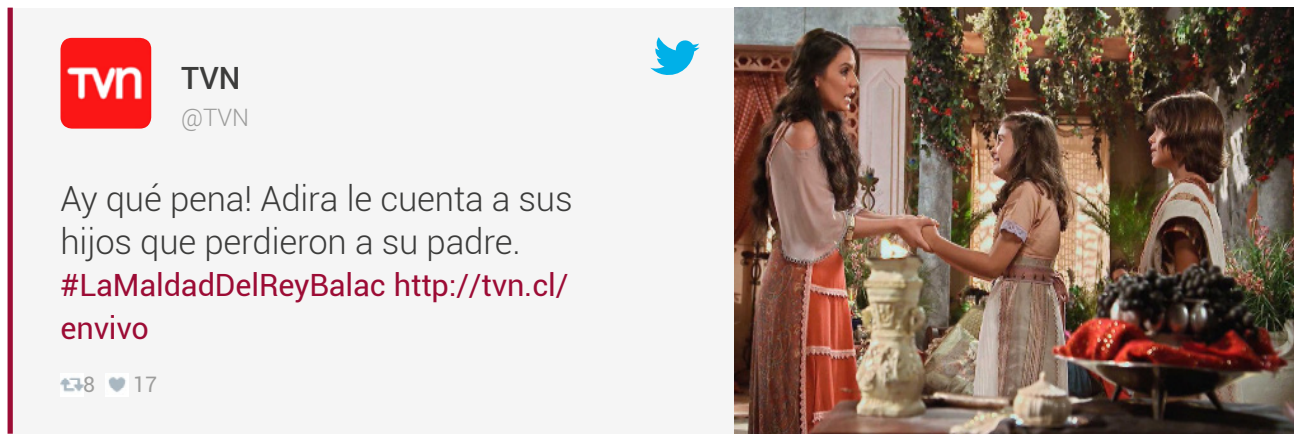 TVN
TVN
@TVN
Ay qué pena! Adira le cuenta a sus
hijos que perdieron a su padre.
#LaMaldadDelReyBalac http://tvn.cl/
envivo
8 17